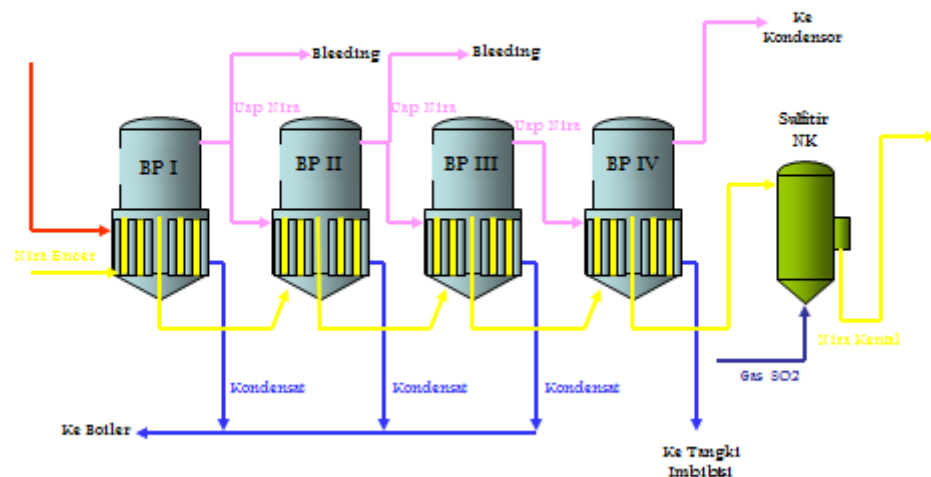 Ke
Kondensor
Bleeding
Bleeding
Uap Nira
Uap Nira
Uap Nira
Sulfitir
NK
BP I
BP II
BP III
BP IV
Nira Encer
Nira Kental
Gas SO2
Kondensat
Kondensat
Kondensat
Ke Boiler
Ke Tangki
Imbibisi